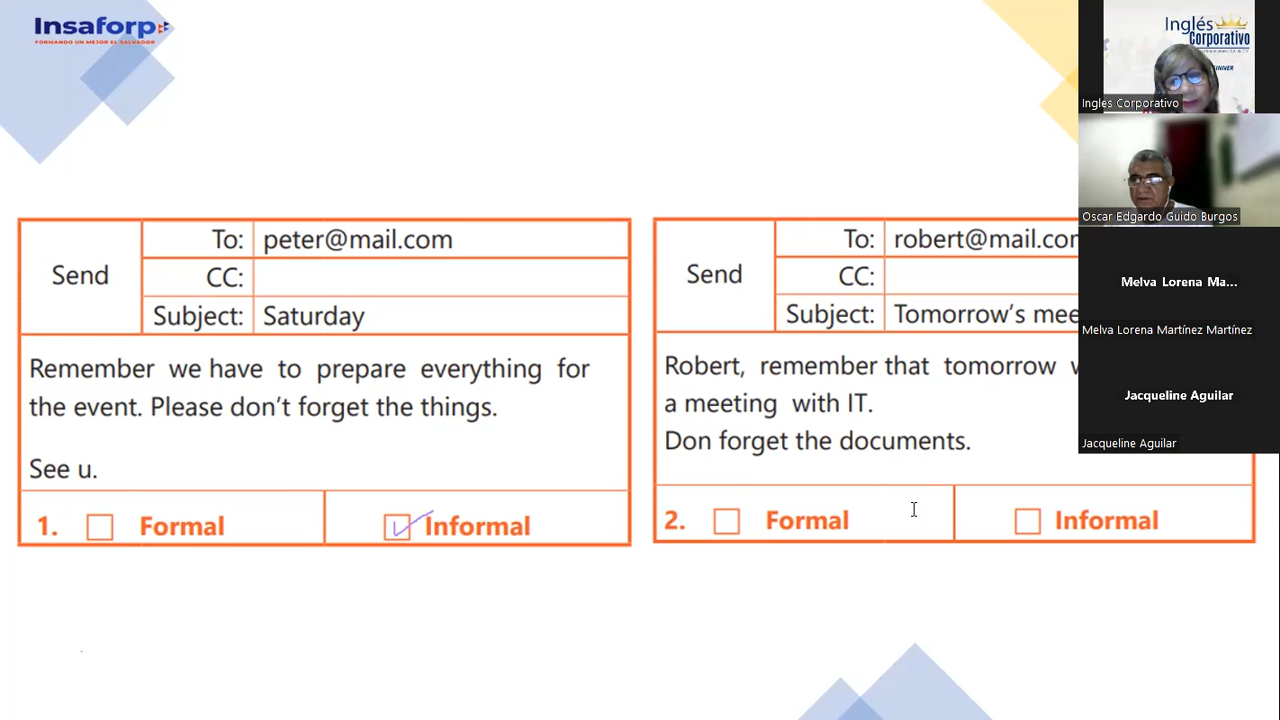 Insaforp
FORMANDO UN MEJOR EL SALVADOR
Inglés
Corporativo
Inglés Corporativo
Oscar Edgardo Guido Burgos
Melva Lorena Ma...
Melva Lorena Martínez Martínez
Jacqueline Aguilar
Jacqueline Aguilar
Send
To: peter@mail.com
CC:
Subject: Saturday
Remember we have to prepare everything for
the event. Please don't forget the things.
See u.
1. Formal
Informal
Send
To: robert@mail.com
CC:
Subject: Tomorrow's mee
Robert, remember that tomorrow
a meeting with IT.
Don forget the documents.
2. Formal
Informal